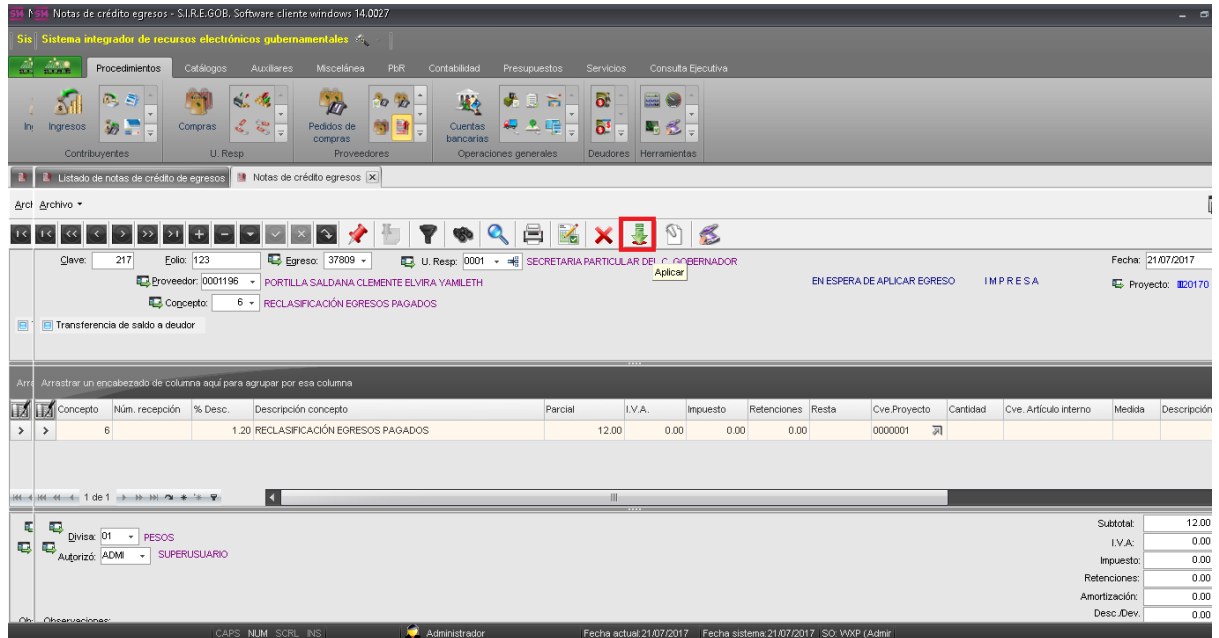 Notas de crédito egresos - S.I.R.E.GOB. Software cliente windows 14.0027
Sis Sistema integrador de recursos electrónicos gubernamentales
Procedimientos Catálogos Auxiliares Miscelánea PbR Contabilidad Presupuestos Servicios Consulta Ejecutiva
Ingresos Compras Pedidos de compras Cuentas bancarias
Contribuyentes U. Resp Proveedores Operaciones generales Deudores Herramientas
Listado de notas de crédito de egresos Notas de crédito egresos
Archivo
Clave: 217 Folio: 123 Egreso: 37809 U. Resp: 0001 SECRETARIA PARTICULAR DEL C. GOBERNADOR Fecha: 21/07/2017
Aplicar
Proveedor: 0001196 PORTILLA SALDANA CLEMENTE ELVIRA YAMILETH EN ESPERA DE APLICAR EGRESO IMPRESA Proyecto: 20170
Concepto: 6 RECLASIFICACIÓN EGRESOS PAGADOS
Transferencia de saldo a deudor
Arrastrar un encabezado de columna aquí para agrupar por esa columna
Concepto Núm. recepción % Desc. Descripción concepto Parcial I.V.A. Impuesto Retenciones Resta Cve.Proyecto Cantidad Cve. Artículo interno Medida Descripción
6 1.20 RECLASIFICACIÓN EGRESOS PAGADOS 12.00 0.00 0.00 0.00 0000001
1 de 1
Divisa: 01 PESOS
Autorizó: ADMI SUPERUSUARIO
Subtotal: 12.00
I.V.A: 0.00
Impuesto: 0.00
Retenciones: 0.00
Amortización: 0.00
Desc./Dev. 0.00
Observaciones:
CAPS NUM SCRL INS Administrador Fecha actual:21/07/2017 Fecha sistema:21/07/2017 SO: WXP (Admir